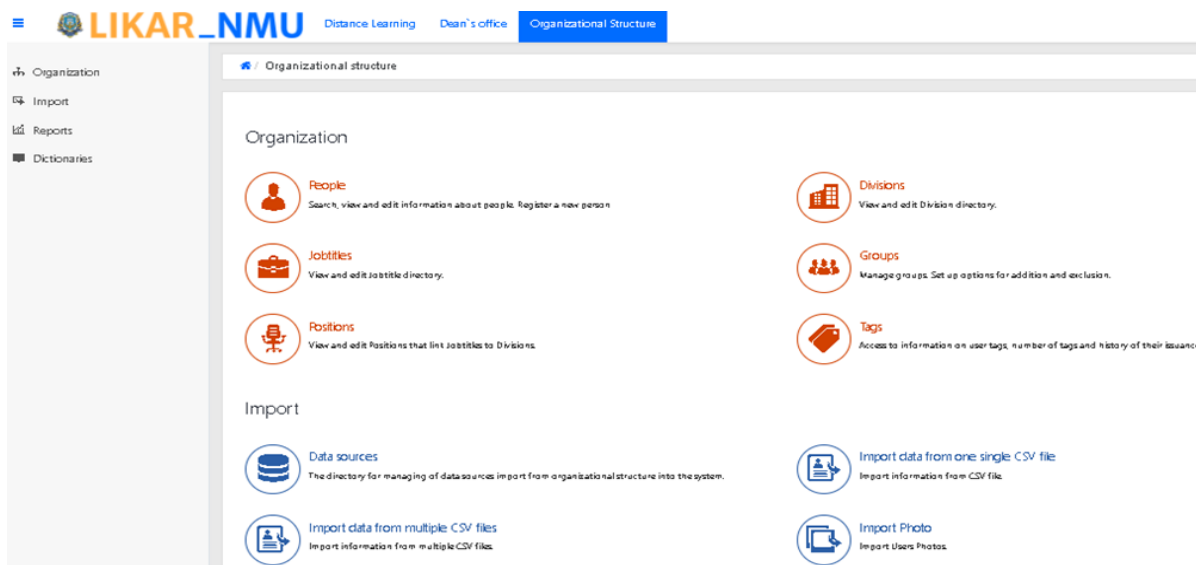 LIKAR_NMU Distance Learning Dean`s office Organizational Structure
Organization
Import
Reports
Dictionaries
/ Organizational structure
Organization
People
Search, view and edit information about people. Register a new person
Divisions
View and edit Division directory.
Jobtitles
View and edit Jobtitle directory.
Groups
Manage groups. Set up options for addition and exclusion.
Positions
View and edit Positions that link Jobtitles to Divisions.
Tags
Access to information on user tags, number of tags and history of their issuance
Import
Data sources
The directory for managing of data sources import from organizational structure into the system.
Import data from one single CSV file
Import information from CSV file.
Import data from multiple CSV files
Import information from multiple CSV files.
Import Photo
Import Users Photos.